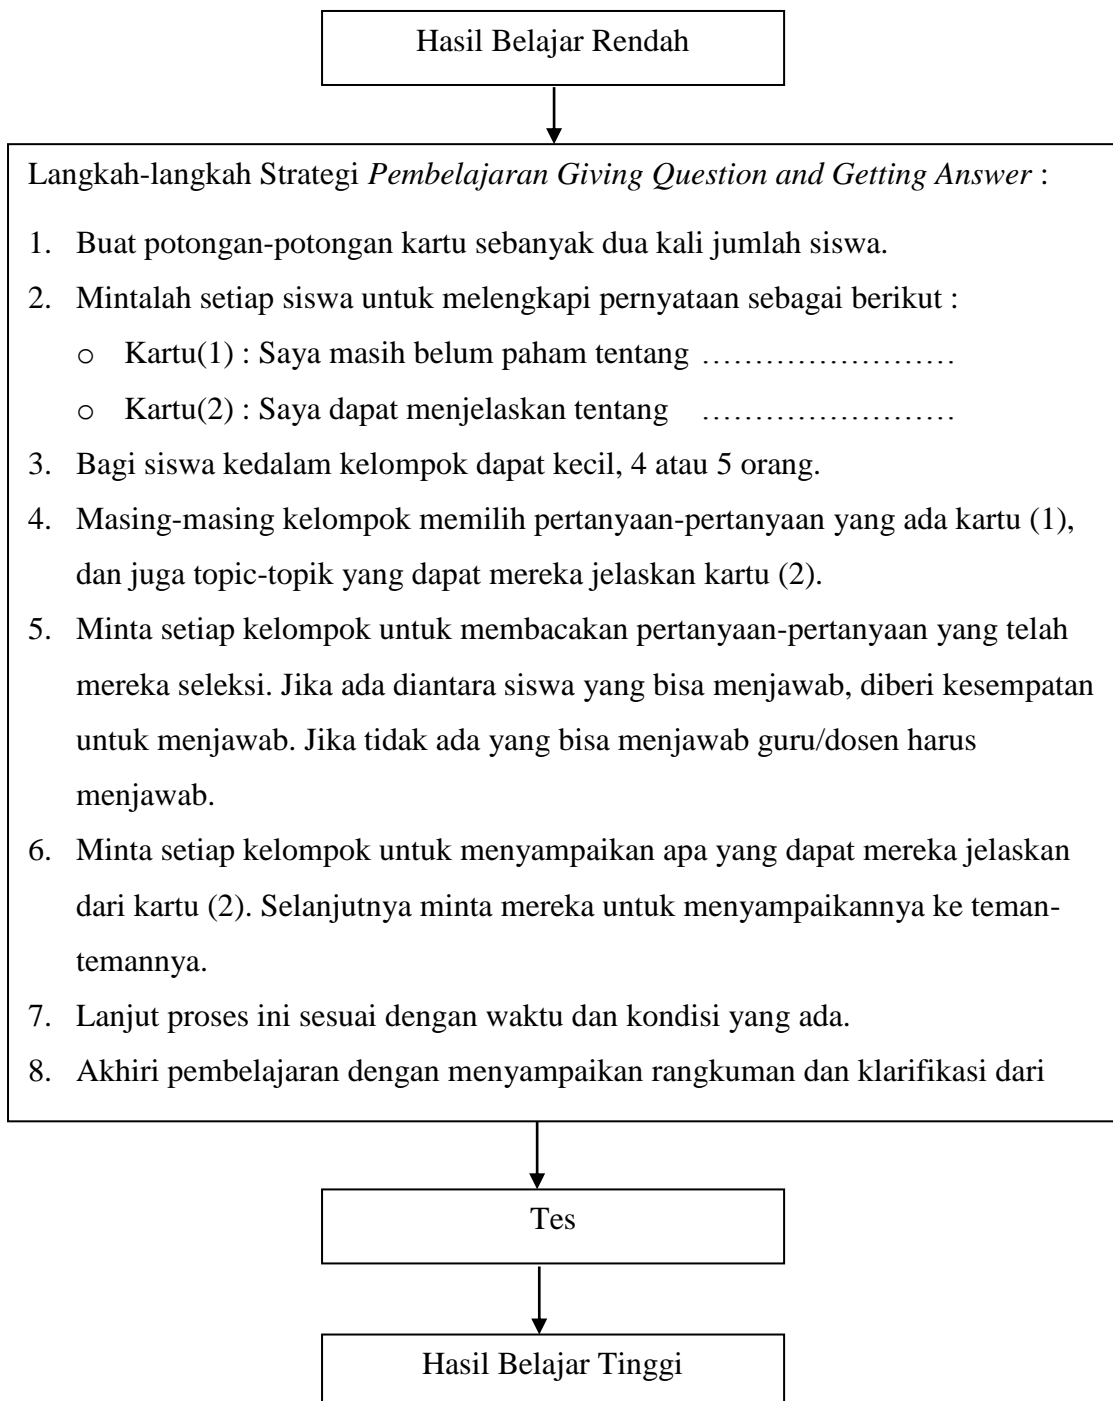 Hasil Belajar Rendah
Langkah-langkah Strategi Pembelajaran Giving Question and Getting Answer :
1. Buat potongan-potongan kartu sebanyak dua kali jumlah siswa.
2. Mintalah setiap siswa untuk melengkapi pernyataan sebagai berikut :
o Kartu(1) : Saya masih belum paham tentang ……………………
o Kartu(2) : Saya dapat menjelaskan tentang ……………………
3. Bagi siswa kedalam kelompok dapat kecil, 4 atau 5 orang.
4. Masing-masing kelompok memilih pertanyaan-pertanyaan yang ada kartu (1),
dan juga topic-topik yang dapat mereka jelaskan kartu (2).
5. Minta setiap kelompok untuk membacakan pertanyaan-pertanyaan yang telah
mereka seleksi. Jika ada diantara siswa yang bisa menjawab, diberi kesempatan
untuk menjawab. Jika tidak ada yang bisa menjawab guru/dosen harus
menjawab.
6. Minta setiap kelompok untuk menyampaikan apa yang dapat mereka jelaskan
dari kartu (2). Selanjutnya minta mereka untuk menyampaikannya ke teman-
temannya.
7. Lanjut proses ini sesuai dengan waktu dan kondisi yang ada.
8. Akhiri pembelajaran dengan menyampaikan rangkuman dan klarifikasi dari
Tes
Hasil Belajar Tinggi